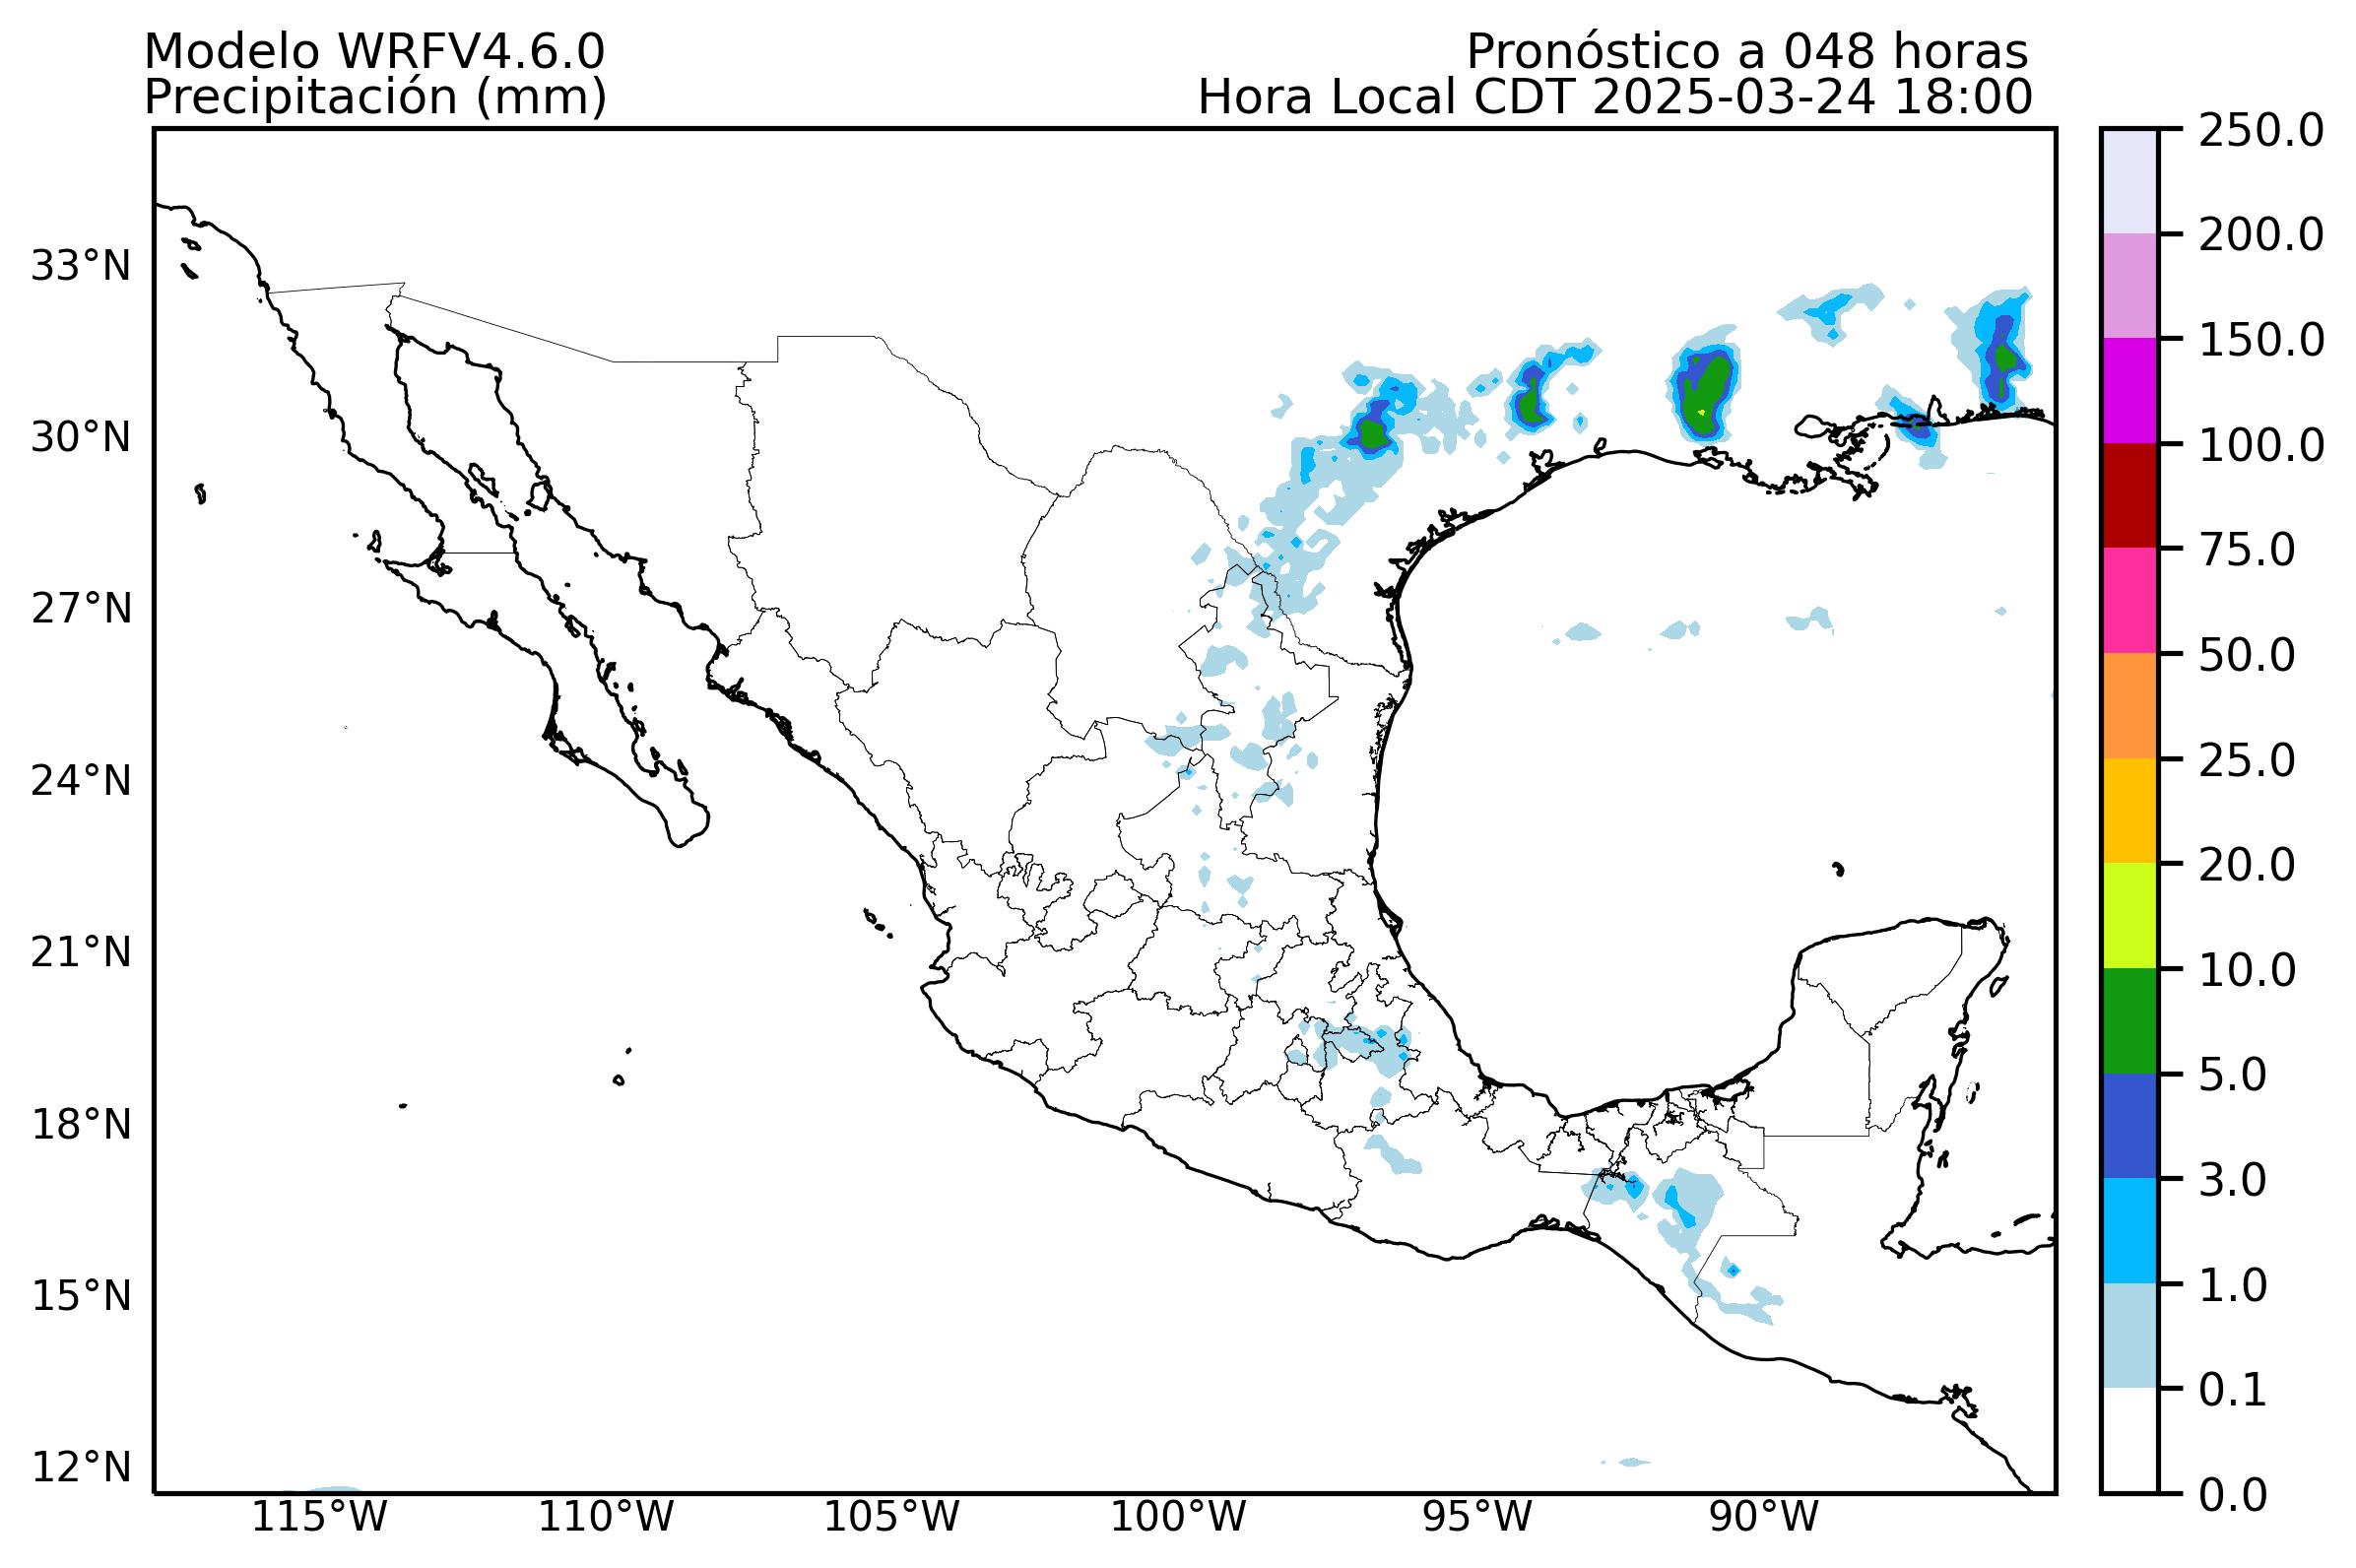 Modelo WRFV4.6.0
Pronóstico a 048 horas
Precipitación (mm)
Hora Local CDT 2025-03-24 18:00
250.0
200.0
150.0
100.0
75.0
50.0
25.0
20.0
10.0
5.0
3.0
1.0
0.1
0.0
33°N
30°N
27°N
24°N
21°N
18°N
15°N
12°N
115°W
110°W
105°W
100°W
95°W
90°W